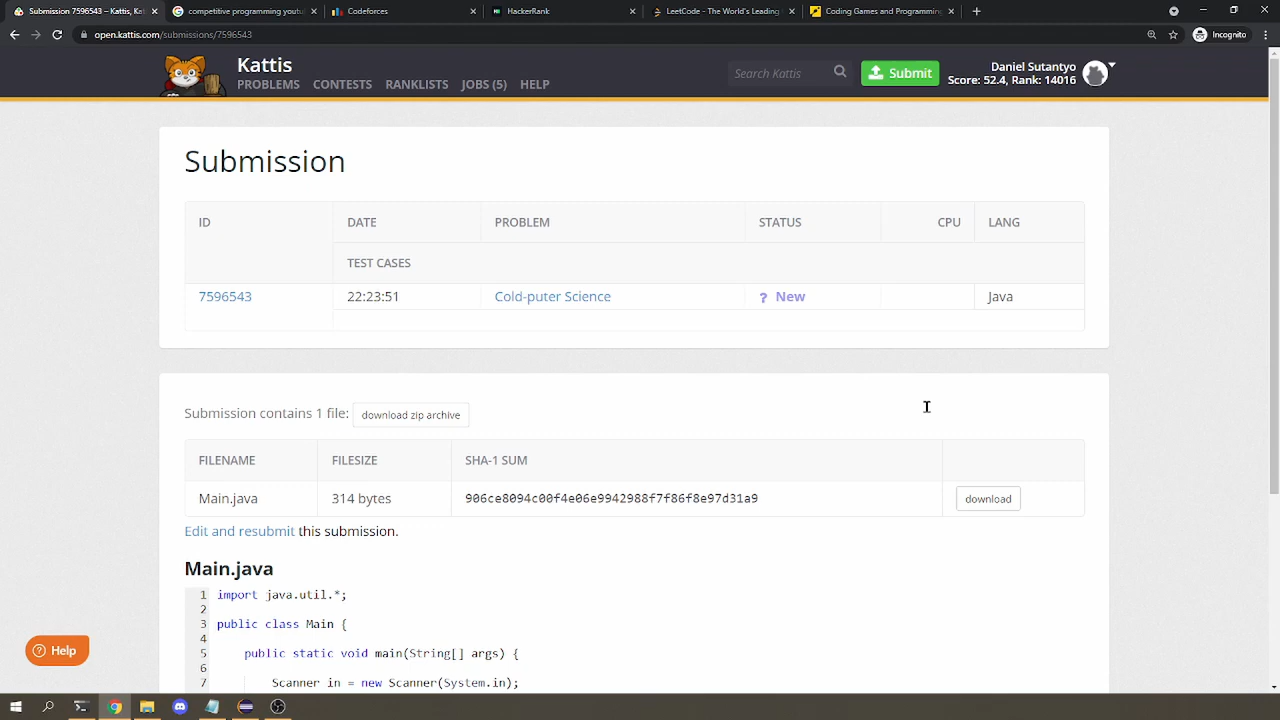 Submission 7596543 – Kattis, Kat
competitive programming youtu
Codeforces
HackerRank
LeetCode - The World's Leading
Coding Games and Programming
open.kattis.com/submissions/7596543
Incognito
Kattis
PROBLEMS CONTESTS RANKLISTS JOBS (5) HELP
Search Kattis
Submit
Daniel Sutantyo
Score: 52.4, Rank: 14016
Submission
ID DATE PROBLEM STATUS CPU LANG
TEST CASES
7596543 22:23:51 Cold-puter Science ? New Java
Submission contains 1 file: download zip archive
FILENAME FILESIZE SHA-1 SUM
Main.java 314 bytes 906ce8094c00f4e06e9942988f7f86f8e97d31a9 download
Edit and resubmit this submission.
Main.java
1 import java.util.*;
2
3 public class Main {
4
5 public static void main(String[] args) {
6
7 Scanner in = new Scanner(System.in);
? Help